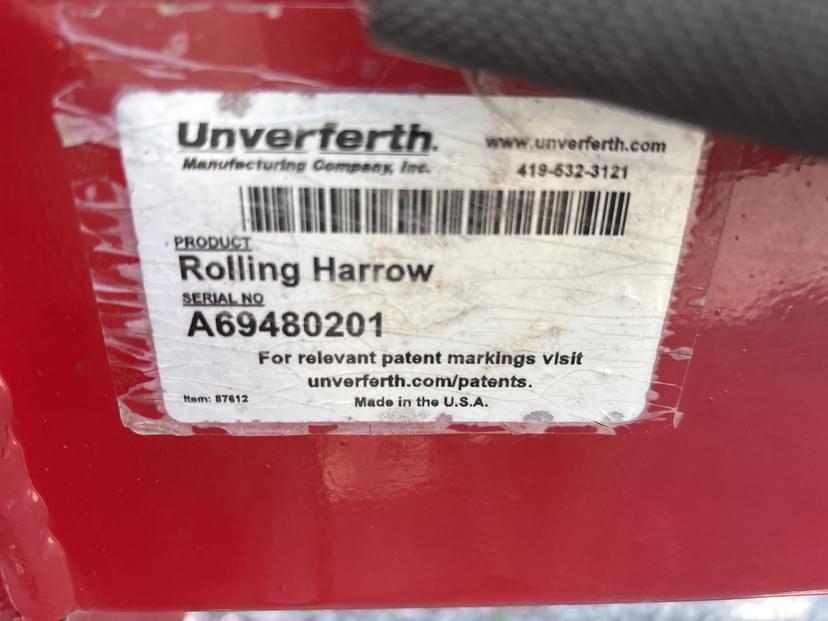 Unverferth.
Manufacturing Company, Inc.
www.unverferth.com
419-532-3121
PRODUCT
Rolling Harrow
SERIAL NO
A69480201
For relevant patent markings visit
unverferth.com/patents.
Item: 87612
Made in the U.S.A.